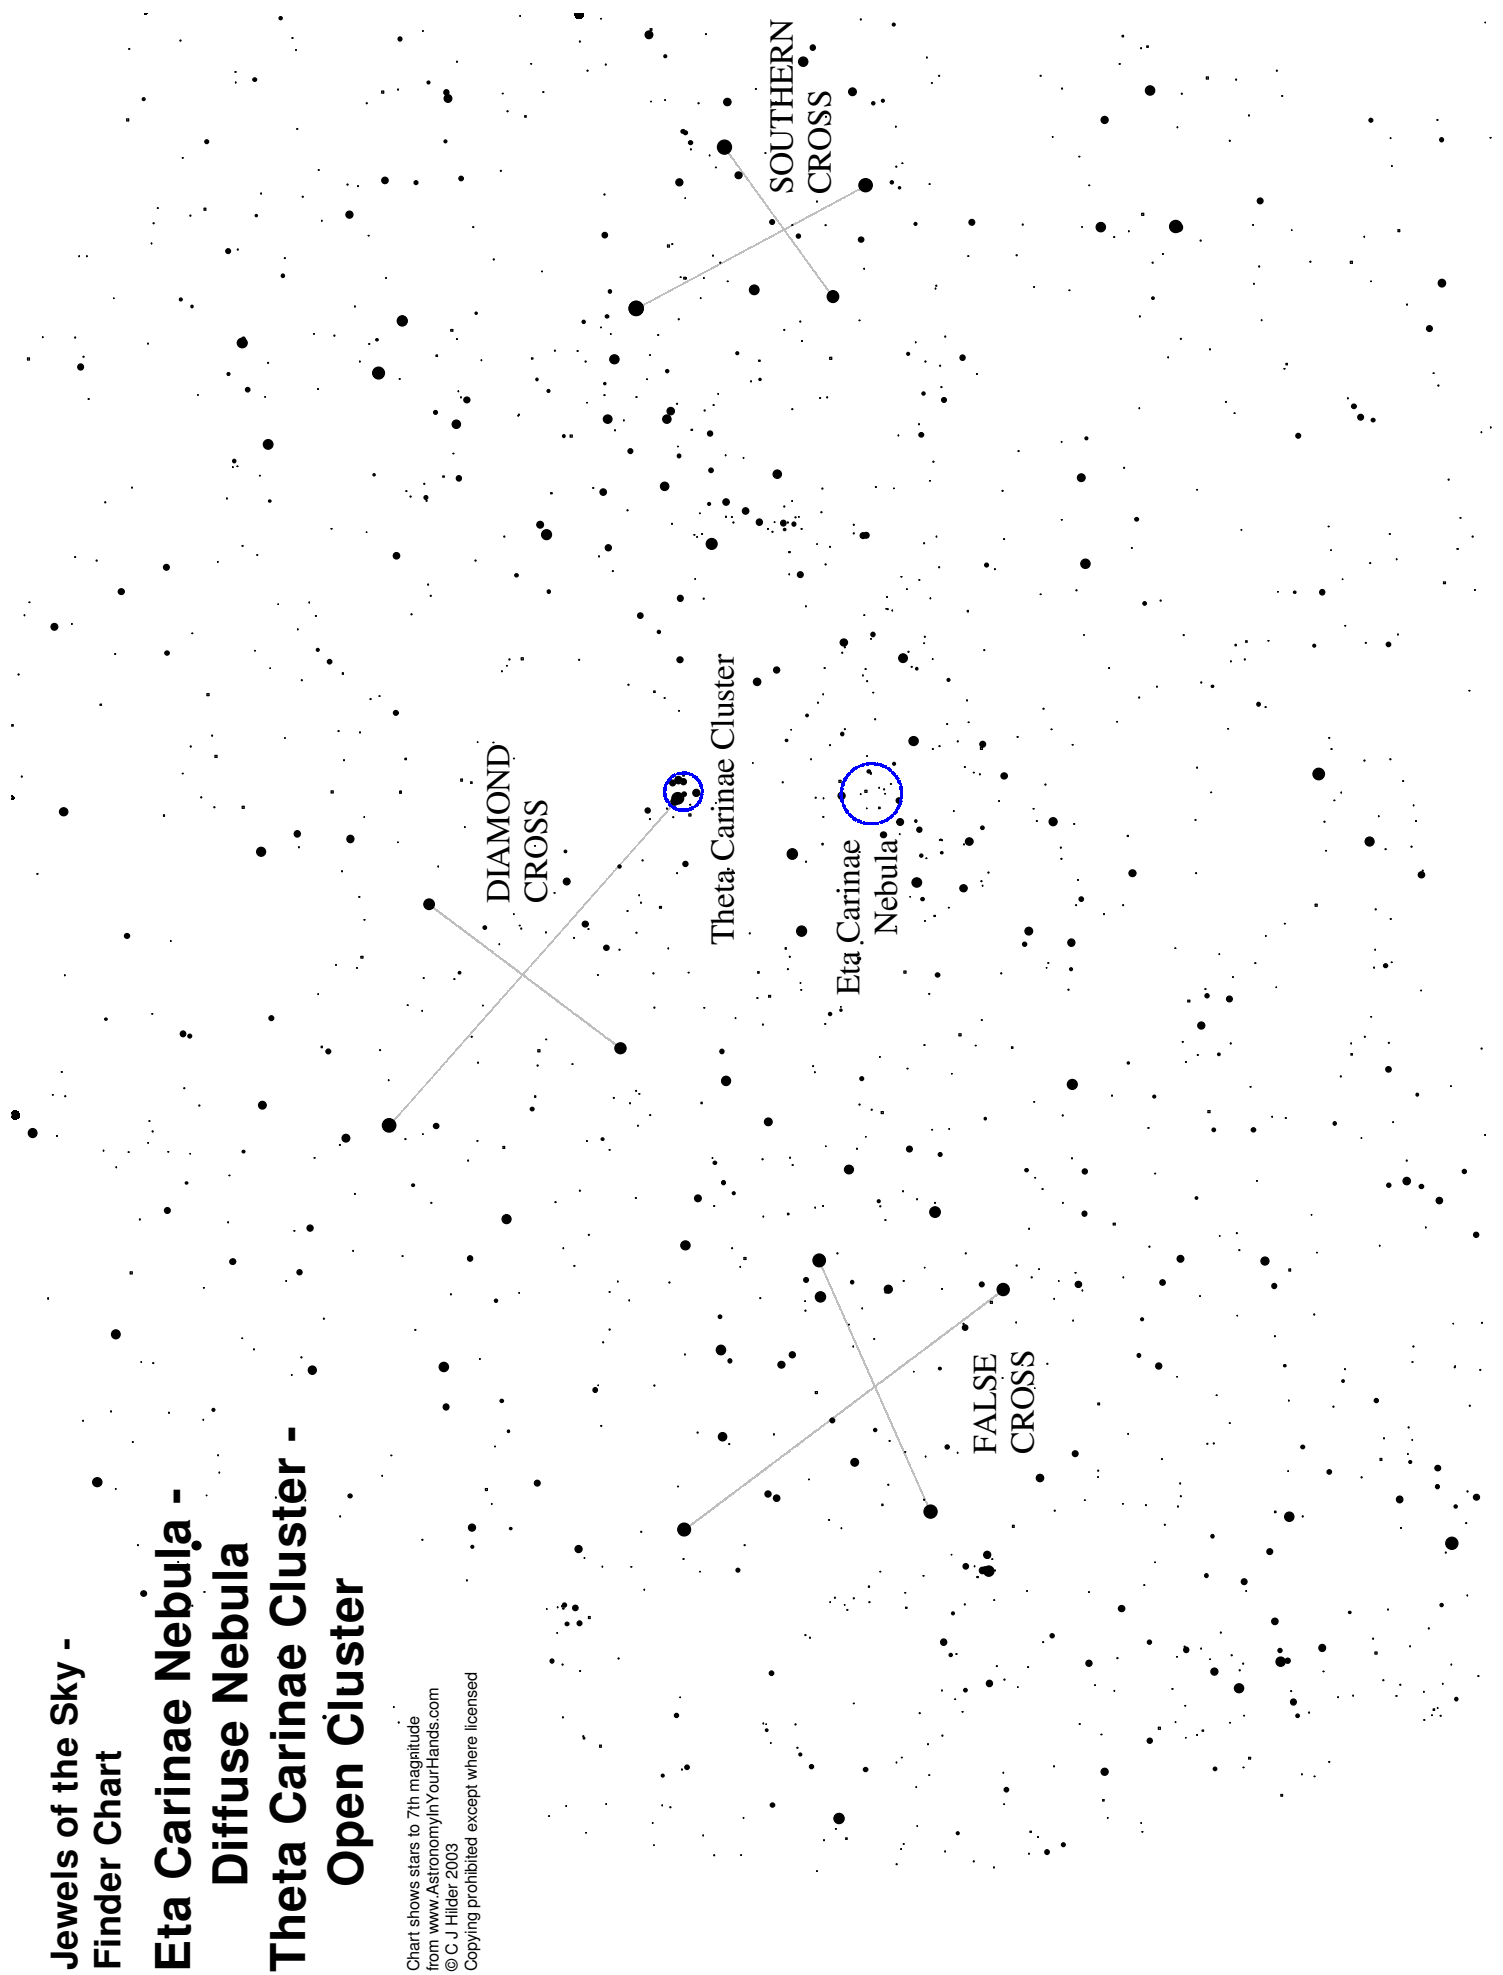 Jewels of the Sky -
Finder Chart
Eta Carinae Nebula -
Diffuse Nebula
Theta Carinae Cluster -
Open Cluster
Chart shows stars to 7th magnitude
from www.AstronomyInYourHands.com
© C J Hilder 2003
Copying prohibited except where licensed
DIAMOND
CROSS
Theta Carinae Cluster
SOUTHERN
CROSS
Eta Carinae
Nebula
FALSE
CROSS